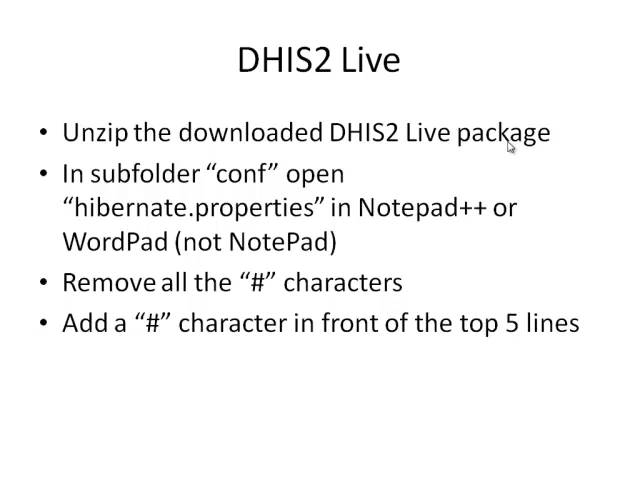 DHIS2 Live
• Unzip the downloaded DHIS2 Live package
• In subfolder “conf” open
“hibernate.properties” in Notepad++ or
WordPad (not NotePad)
• Remove all the “#” characters
• Add a “#” character in front of the top 5 lines